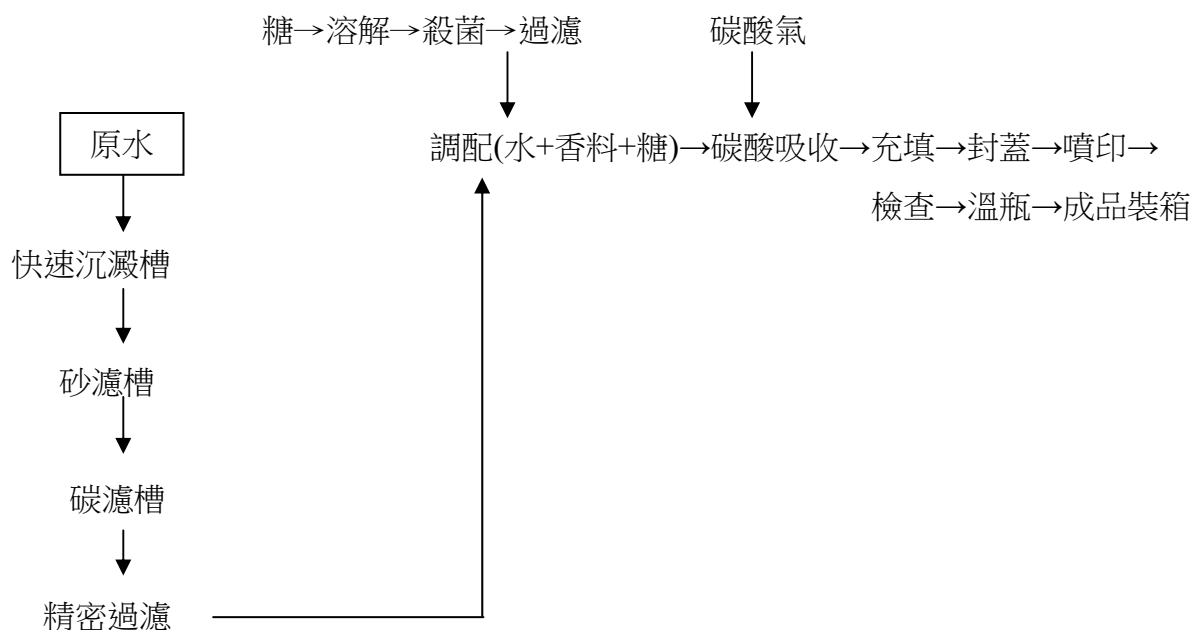 糖→溶解→殺菌→過濾
碳酸氣
原水
調配(水+香料+糖)→碳酸吸收→充填→封蓋→噴印→
檢查→溫瓶→成品裝箱
快速沉澱槽
砂濾槽
碳濾槽
精密過濾